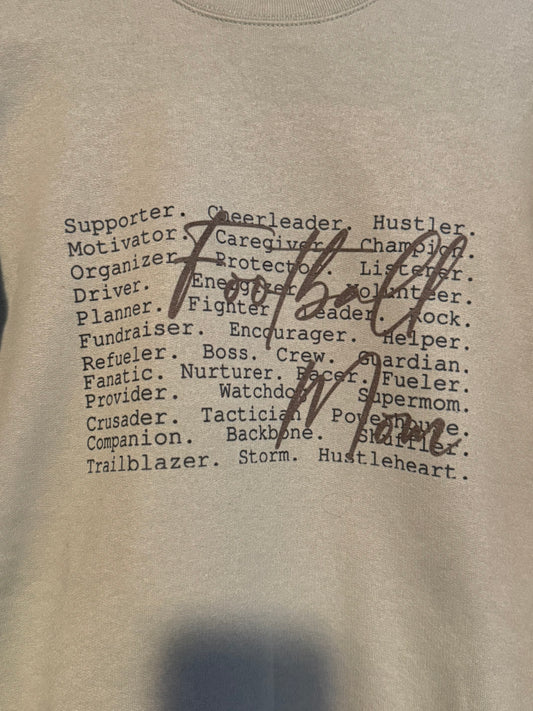 Supporter. Cheerleader. Hustler.
Motivator. Caregiver. Champion.
Organizer. Protector. Listener.
Driver. Energizer. Volunteer.
Planner. Fighter. Leader. Rock.
Fundraiser. Encourager. Helper.
Refueler. Boss. Crew. Guardian.
Fanatic. Nurturer. Racer. Fueler.
Provider. Watchdog. Supermom.
Crusader. Tactician. Powerhouse.
Companion. Backbone. Shuffler.
Trailblazer. Storm. Hustleheart.
Football
Mom